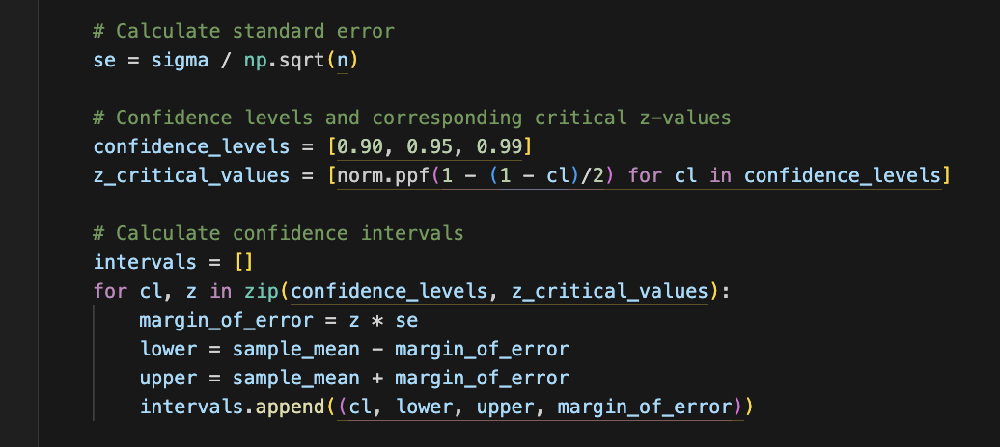 # Calculate standard error
se = sigma / np.sqrt(n)
# Confidence levels and corresponding critical z-values
confidence_levels = [0.90, 0.95, 0.99]
z_critical_values = [norm.ppf(1 - (1 - cl)/2) for cl in confidence_levels]
# Calculate confidence intervals
intervals = []
for cl, z in zip(confidence_levels, z_critical_values):
    margin_of_error = z * se
    lower = sample_mean - margin_of_error
    upper = sample_mean + margin_of_error
    intervals.append((cl, lower, upper, margin_of_error))